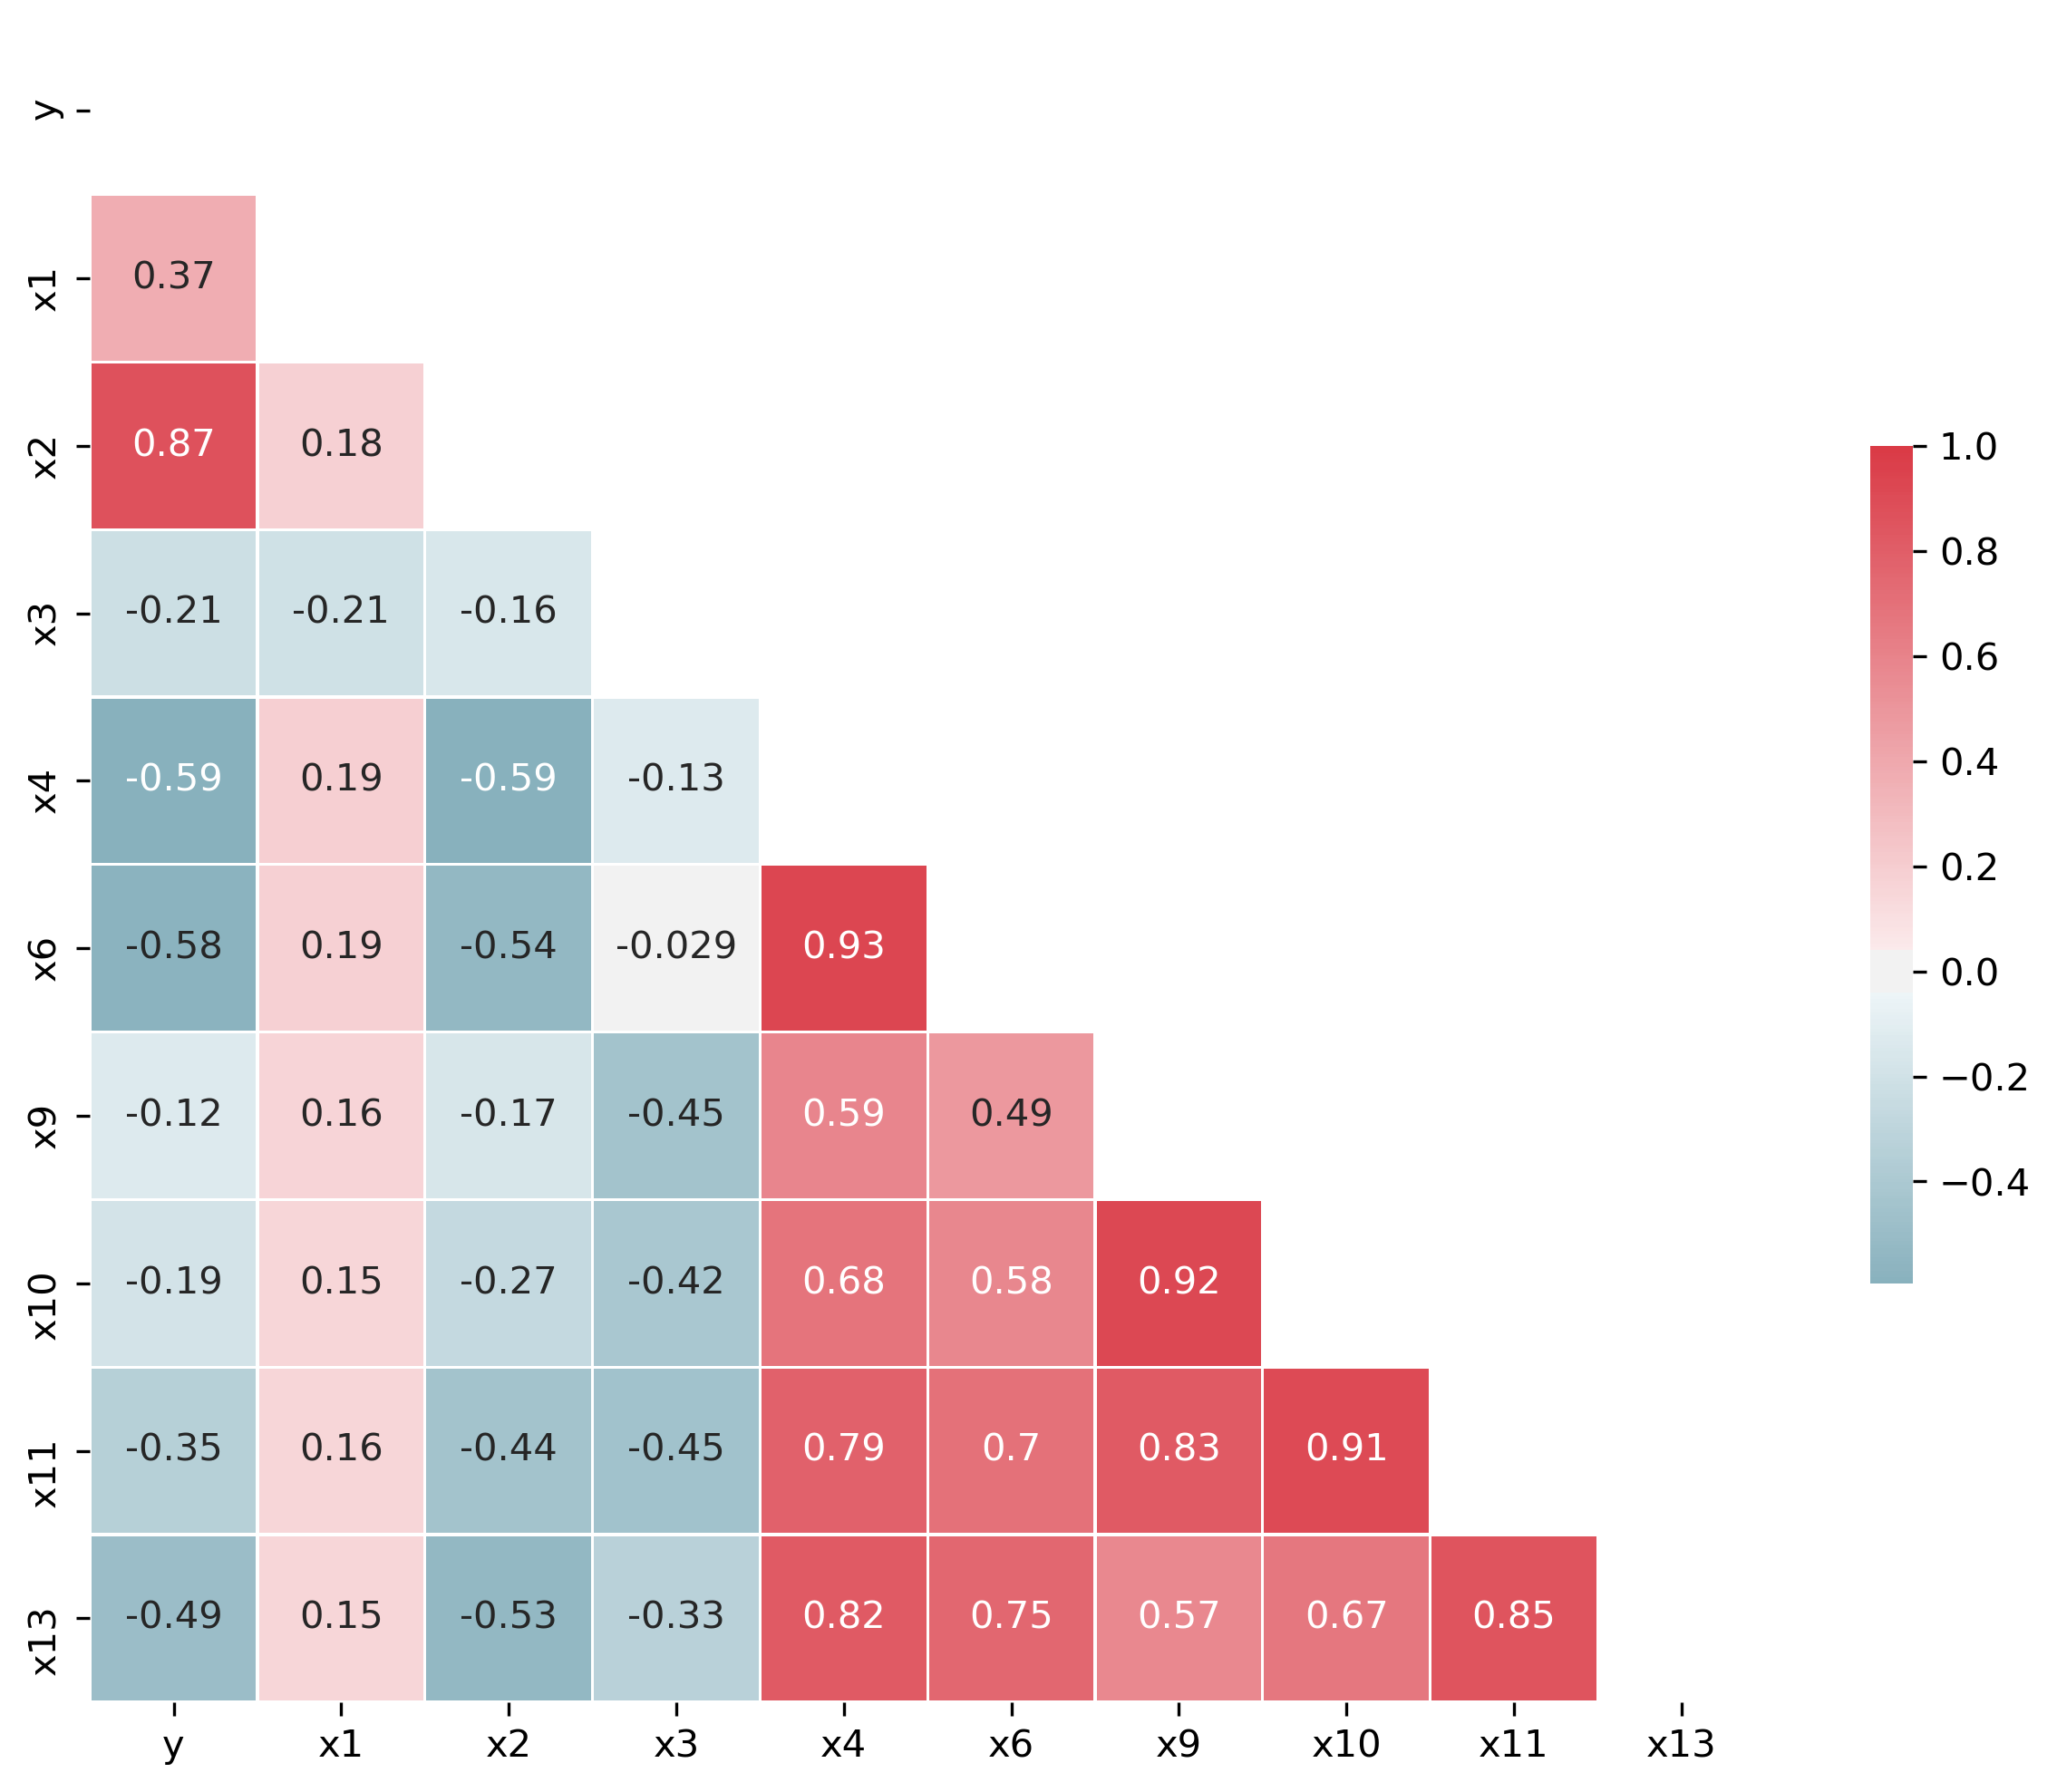 y
x1 0.37
x2 0.87 0.18
1.0
0.8
x3 -0.21 -0.21 -0.16
0.6
x4 -0.59 0.19 -0.59 -0.13
0.4
0.2
x6 -0.58 0.19 -0.54 -0.029 0.93
0.0
−0.2
x9 -0.12 0.16 -0.17 -0.45 0.59 0.49
−0.4
x10 -0.19 0.15 -0.27 -0.42 0.68 0.58 0.92
x11 -0.35 0.16 -0.44 -0.45 0.79 0.7 0.83 0.91
x13 -0.49 0.15 -0.53 -0.33 0.82 0.75 0.57 0.67 0.85
y x1 x2 x3 x4 x6 x9 x10 x11 x13